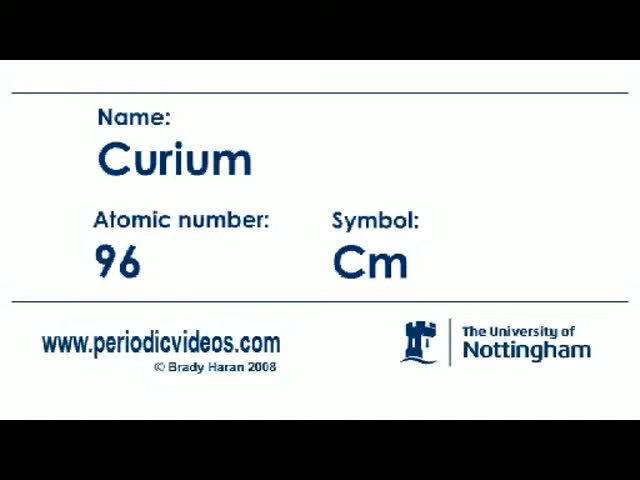 Name:
Curium
Atomic number:
Symbol:
96
Cm
www.periodicvideos.com
© Brady Haran 2008
The University of
Nottingham